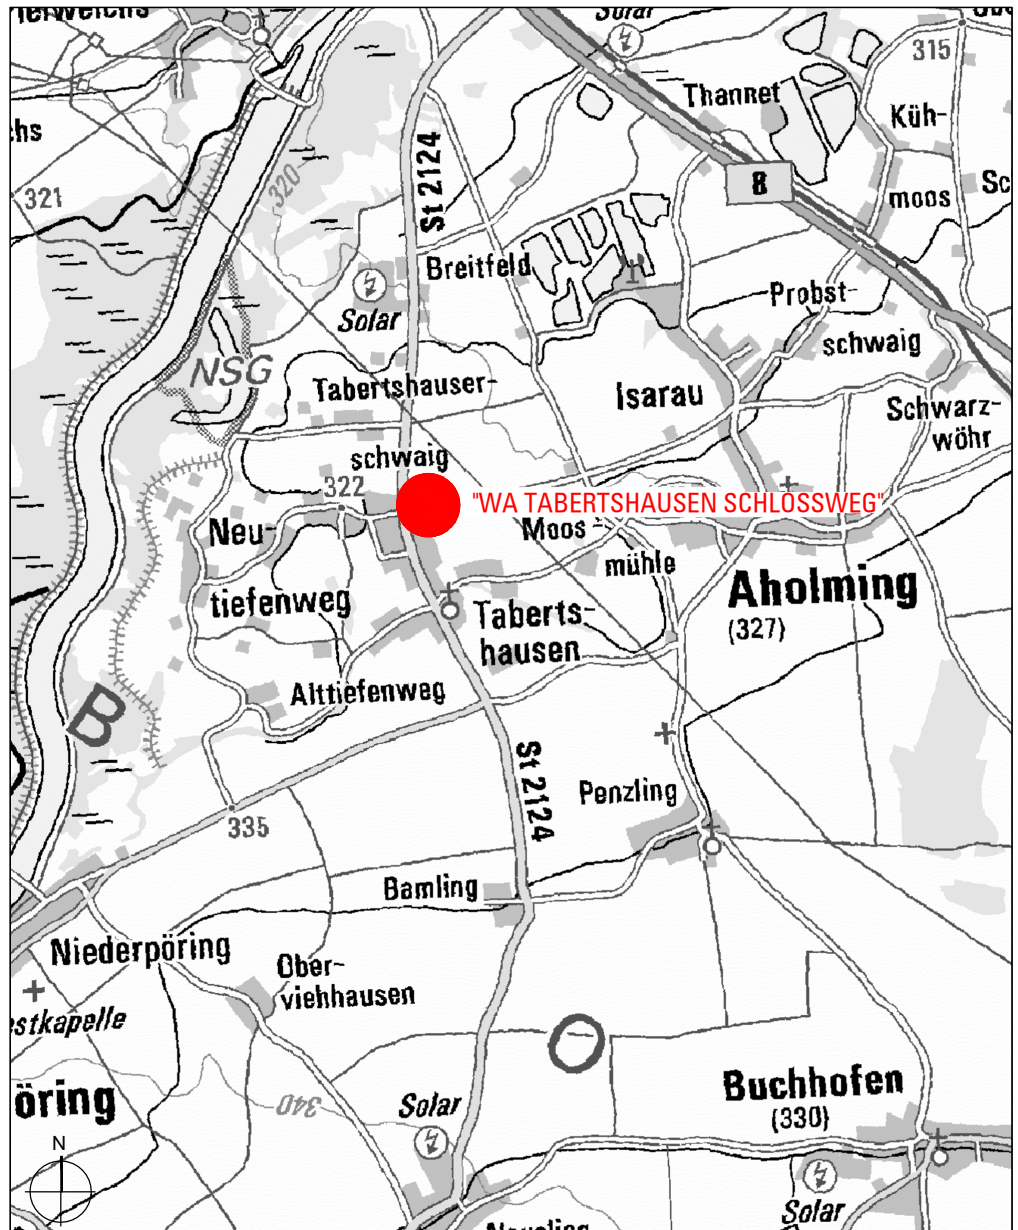 Solar
315
Thannet
Küh-
moos
8
321
320
St 2124
Breitfeld
Solar
Probst-
schwaig
NSG
Tabertshauser-
schwaig
Isarau
Schwarz-
wöhr
322
"WA TABERTSHAUSEN SCHLOSSWEG"
Neu-
tiefenweg
Moos
mühle
Aholming
(327)
Taberts-
hausen
Alttiefenweg
B
St 2124
Penzling
335
Bamling
Niederpöring
Ober-
viehhausen
estkapelle
öring
340
Solar
Buchhofen
(330)
N
Solar